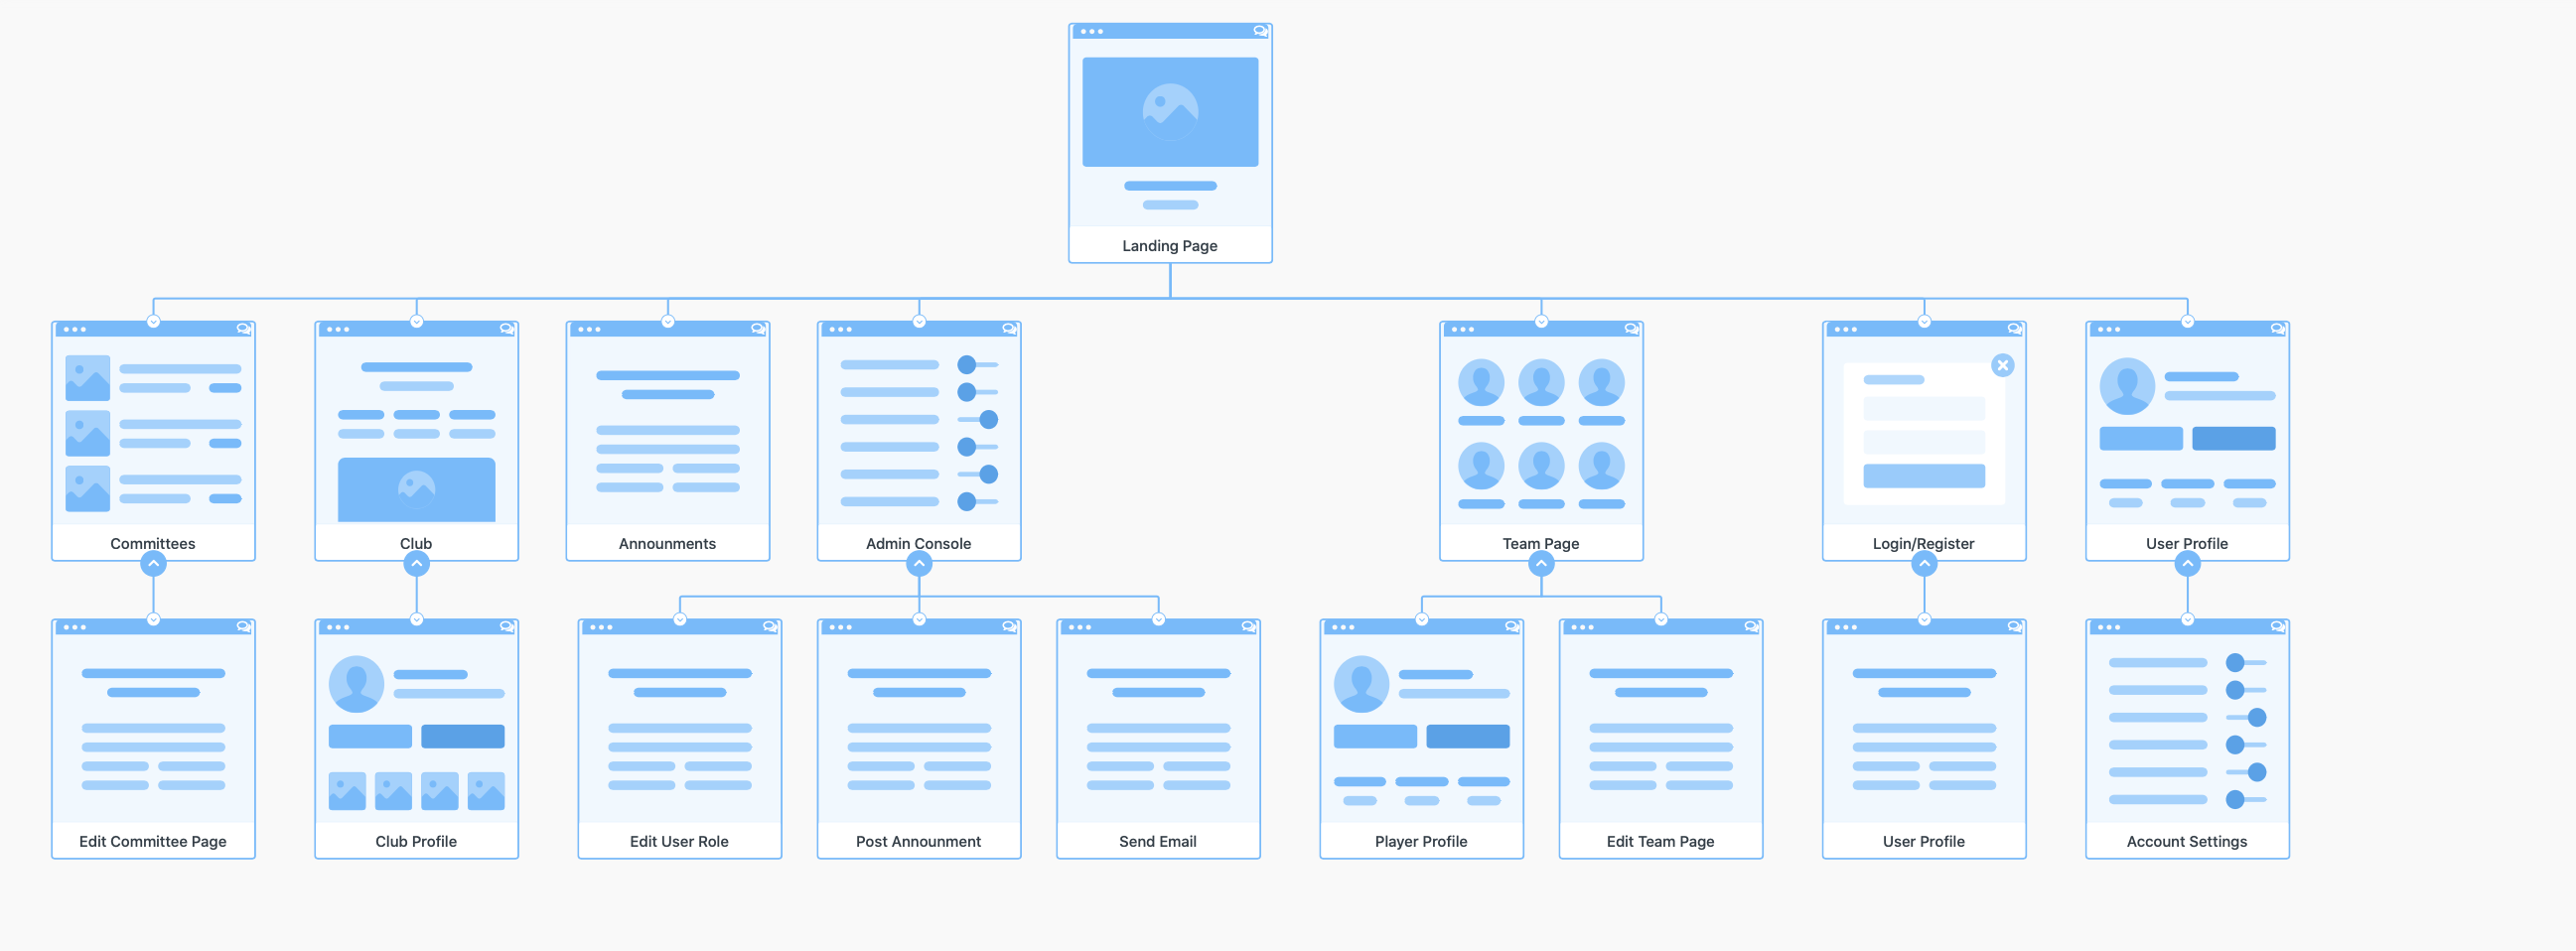 Landing Page
Committees
Club
Announments
Admin Console
Team Page
Login/Register
User Profile
Edit Committee Page
Club Profile
Edit User Role
Post Announment
Send Email
Player Profile
Edit Team Page
User Profile
Account Settings